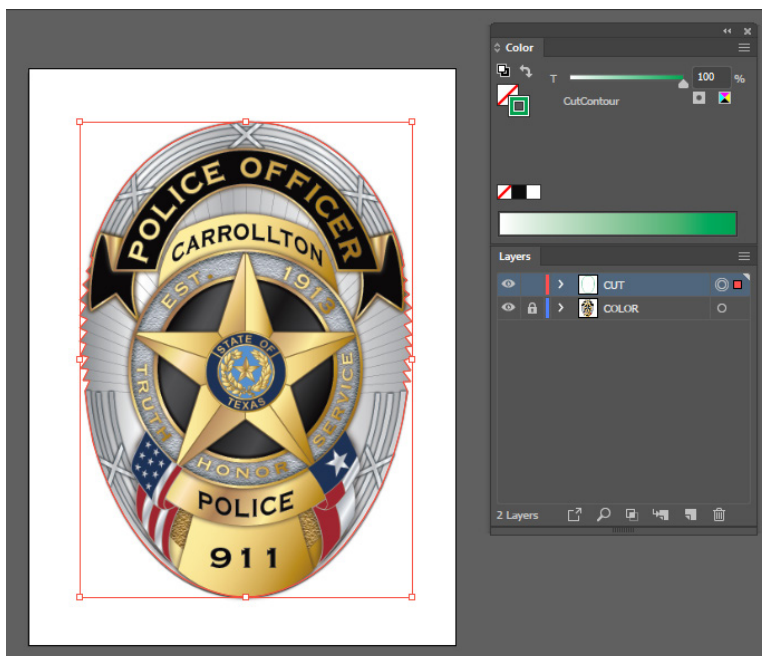 Color
T
100
%
CutContour
Layers
CUT
COLOR
2 Layers
POLICE OFFICER
CARROLLTON
EST. 1913
STATE OF
TEXAS
TRUTH
HONOR
SERVICE
POLICE
911